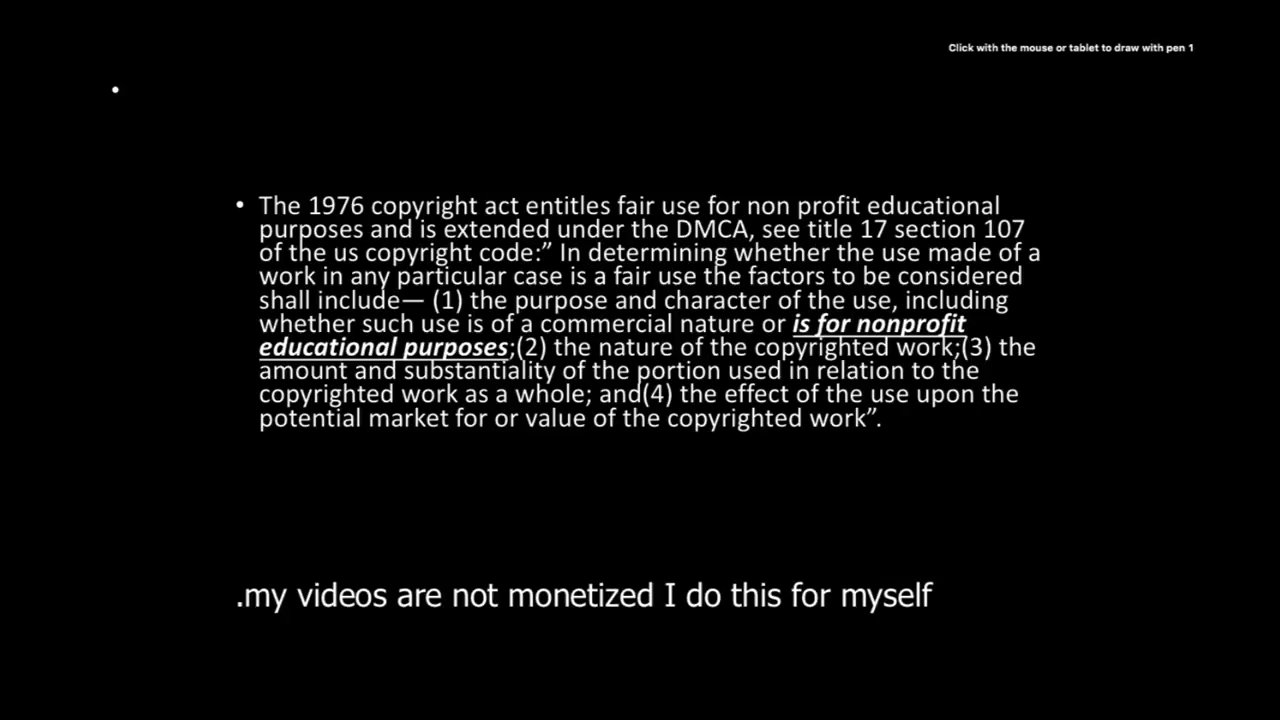 Click with the mouse or tablet to draw with pen 1
• The 1976 copyright act entitles fair use for non profit educational
purposes and is extended under the DMCA, see title 17 section 107
of the us copyright code:” In determining whether the use made of a
work in any particular case is a fair use the factors to be considered
shall include— (1) the purpose and character of the use, including
whether such use is of a commercial nature or is for nonprofit
educational purposes;(2) the nature of the copyrighted work;(3) the
amount and substantiality of the portion used in relation to the
copyrighted work as a whole; and(4) the effect of the use upon the
potential market for or value of the copyrighted work”.
.my videos are not monetized I do this for myself